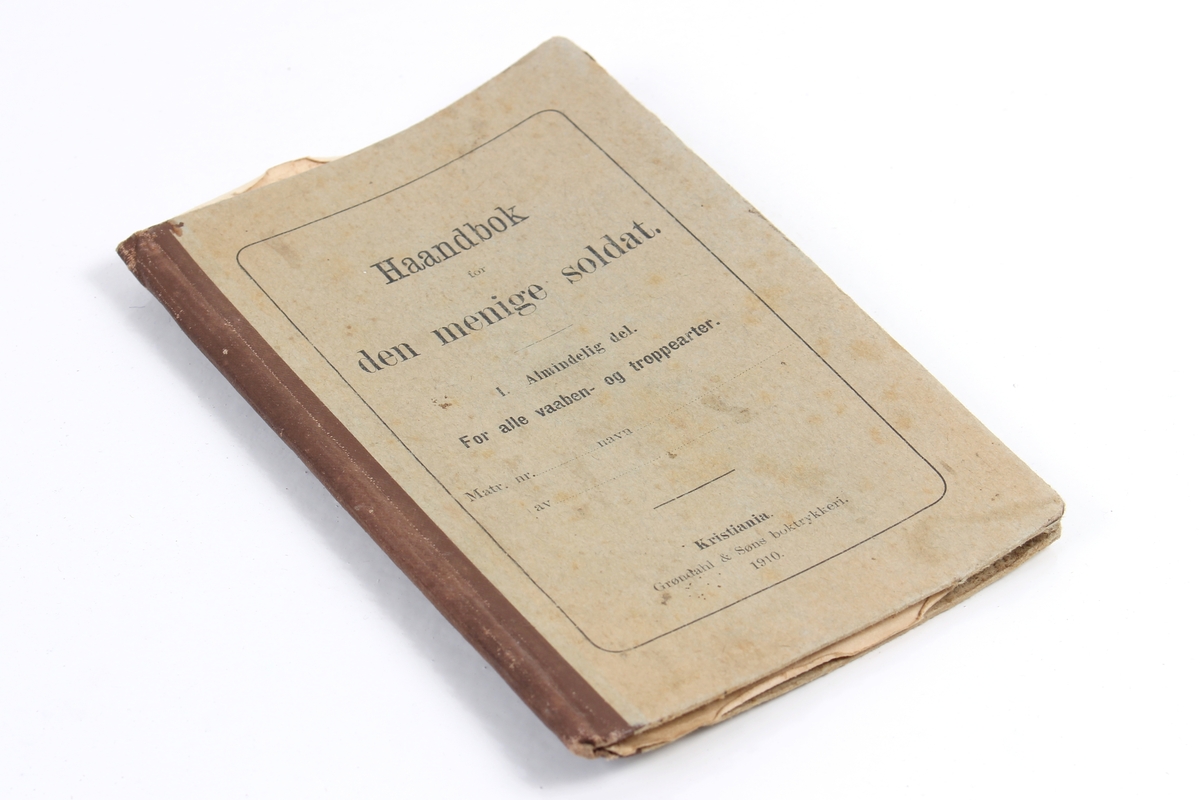 Haandbok
for
den menige soldat.
I. Almindelig del.
For alle vaaben- og troppearter.
Matr. nr. navn
av
Kristiania.
Grøndahl & Søns boktrykkeri.
1910.